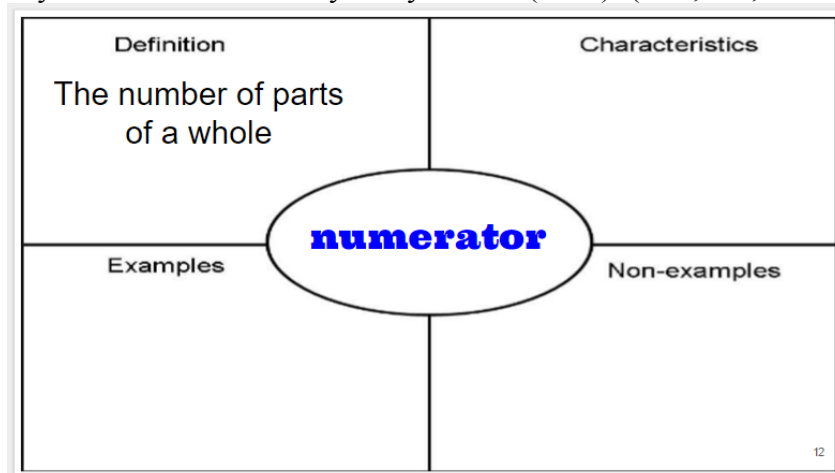 Definition
Characteristics
The number of parts
of a whole
numerator
Examples
Non-examples
12